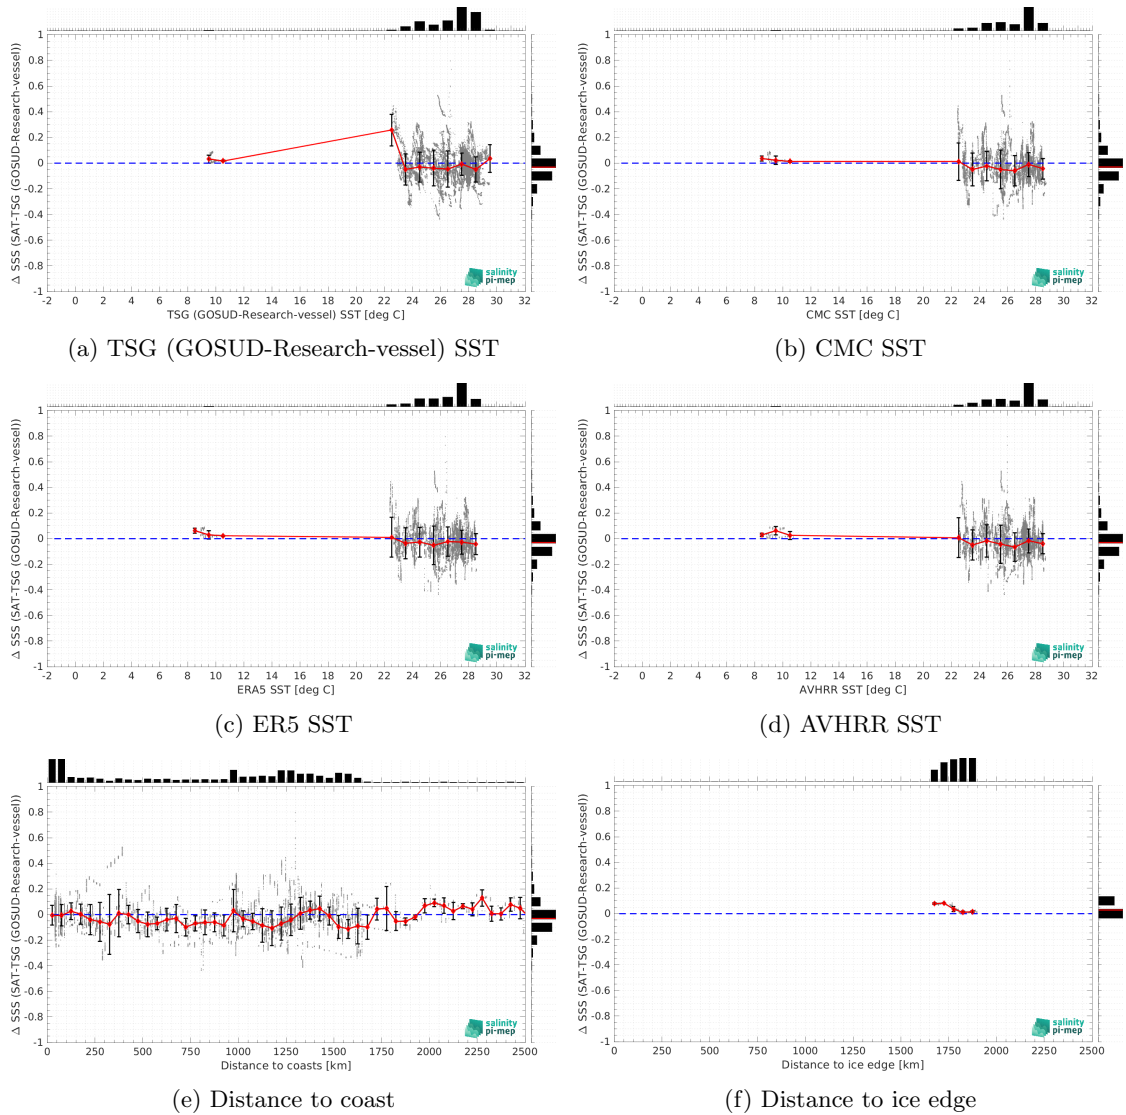 1
0.8
0.6
0.4
0.2
0
-0.2
-0.4
-0.6
-0.8
-1
Δ SSS (SAT-TSG (GOSUD-Research-vessel))
salinity
pi-mep
-2 0 2 4 6 8 10 12 14 16 18 20 22 24 26 28 30 32
TSG (GOSUD-Research-vessel) SST [deg C]
(a) TSG (GOSUD-Research-vessel) SST
1
0.8
0.6
0.4
0.2
0
-0.2
-0.4
-0.6
-0.8
-1
Δ SSS (SAT-TSG (GOSUD-Research-vessel))
salinity
pi-mep
-2 0 2 4 6 8 10 12 14 16 18 20 22 24 26 28 30 32
CMC SST [deg C]
(b) CMC SST
1
0.8
0.6
0.4
0.2
0
-0.2
-0.4
-0.6
-0.8
-1
Δ SSS (SAT-TSG (GOSUD-Research-vessel))
salinity
pi-mep
-2 0 2 4 6 8 10 12 14 16 18 20 22 24 26 28 30 32
ERA5 SST [deg C]
(c) ER5 SST
1
0.8
0.6
0.4
0.2
0
-0.2
-0.4
-0.6
-0.8
-1
Δ SSS (SAT-TSG (GOSUD-Research-vessel))
salinity
pi-mep
-2 0 2 4 6 8 10 12 14 16 18 20 22 24 26 28 30 32
AVHRR SST [deg C]
(d) AVHRR SST
1
0.8
0.6
0.4
0.2
0
-0.2
-0.4
-0.6
-0.8
-1
Δ SSS (SAT-TSG (GOSUD-Research-vessel))
salinity
pi-mep
0 250 500 750 1000 1250 1500 1750 2000 2250 2500
Distance to coasts [km]
(e) Distance to coast
1
0.8
0.6
0.4
0.2
0
-0.2
-0.4
-0.6
-0.8
-1
Δ SSS (SAT-TSG (GOSUD-Research-vessel))
salinity
pi-mep
0 250 500 750 1000 1250 1500 1750 2000 2250 2500
Distance to ice edge [km]
(f) Distance to ice edge